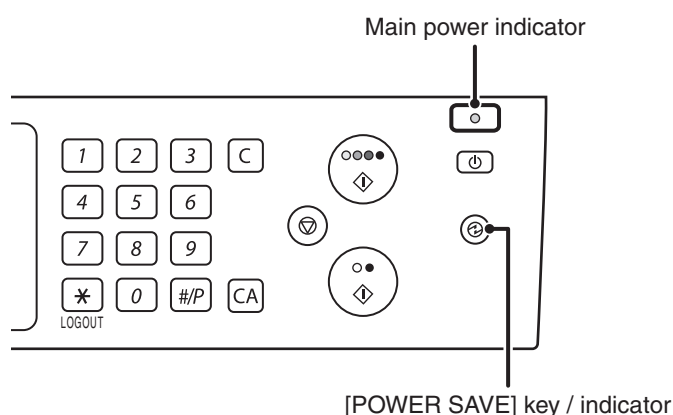 Main power indicator
1 2 3 C
4 5 6
7 8 9
* 0 #/P CA
LOGOUT
[POWER SAVE] key / indicator